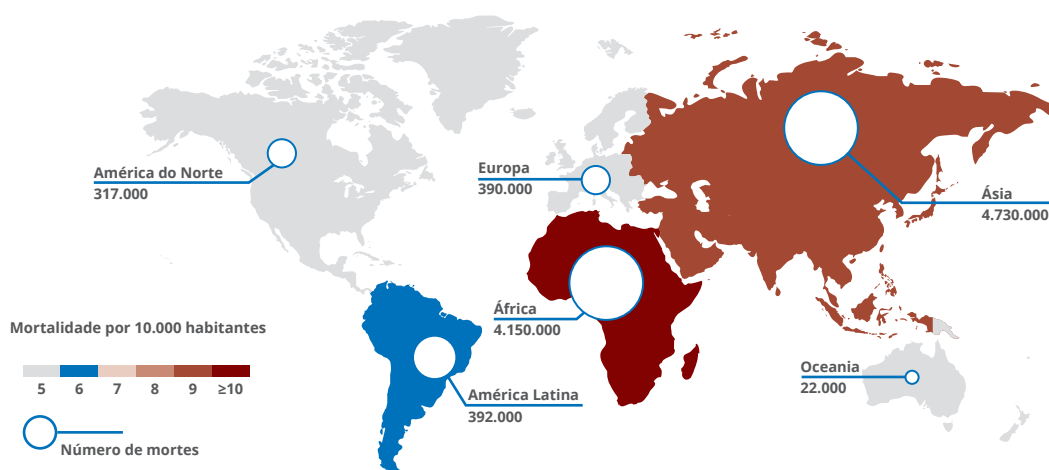 América do Norte
317.000
Europa
390.000
Ásia
4.730.000
África
4.150.000
América Latina
392.000
Oceania
22.000
Mortalidade por 10.000 habitantes
5 6 7 8 9 ≥10
Número de mortes